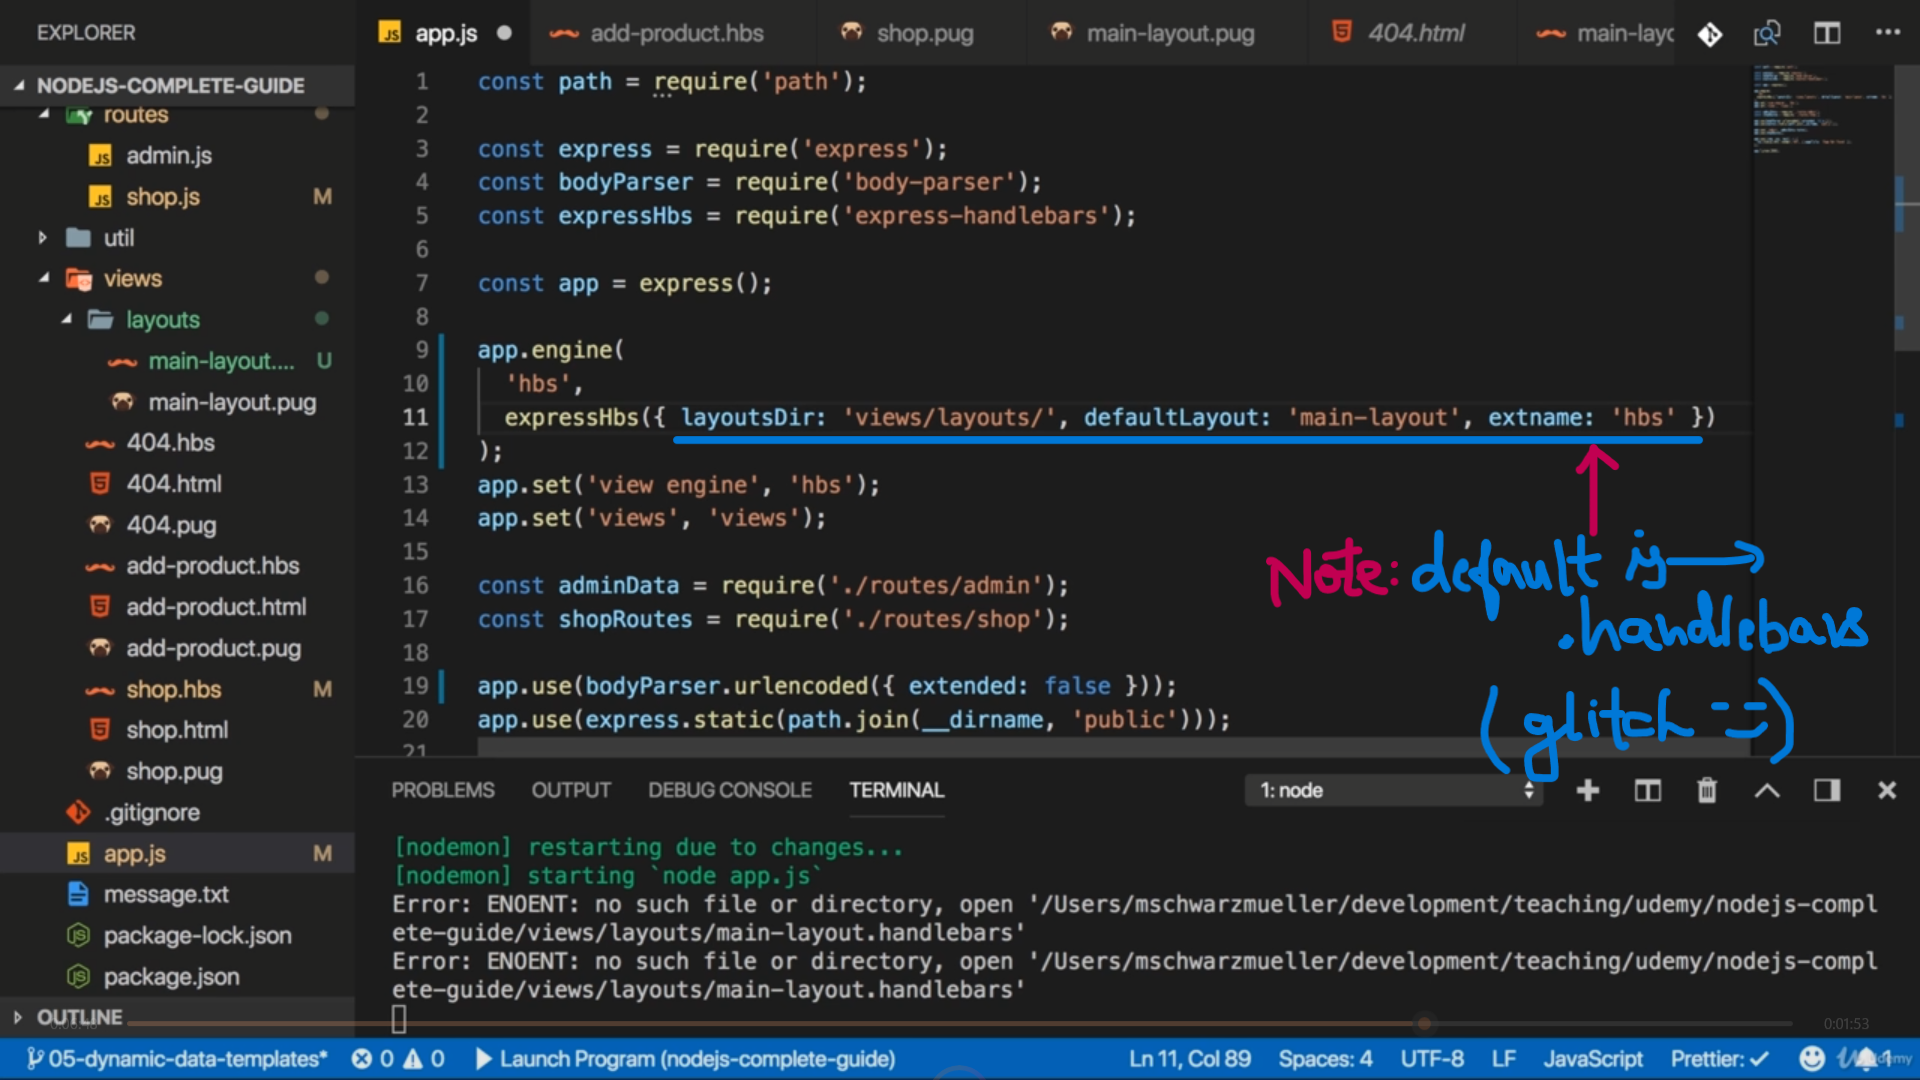 EXPLORER
app.js
add-product.hbs
shop.pug
main-layout.pug
404.html
main-layo
NODEJS-COMPLETE-GUIDE
routes
admin.js
shop.js M
util
views
layouts
main-layout.... U
main-layout.pug
404.hbs
404.html
404.pug
add-product.hbs
add-product.html
add-product.pug
shop.hbs M
shop.html
shop.pug
.gitignore
app.js M
message.txt
package-lock.json
package.json
OUTLINE
1 const path = require('path');
2
3 const express = require('express');
4 const bodyParser = require('body-parser');
5 const expressHbs = require('express-handlebars');
6
7 const app = express();
8
9 app.engine(
10 'hbs',
11 expressHbs({ layoutsDir: 'views/layouts/', defaultLayout: 'main-layout', extname: 'hbs' })
12 );
13 app.set('view engine', 'hbs');
14 app.set('views', 'views');
15
16 const adminData = require('./routes/admin');
17 const shopRoutes = require('./routes/shop');
18
19 app.use(bodyParser.urlencoded({ extended: false }));
20 app.use(express.static(path.join(__dirname, 'public')));
21
Note: default is
.handlebars
(glitch =))
PROBLEMS OUTPUT DEBUG CONSOLE TERMINAL 1: node
[nodemon] restarting due to changes...
[nodemon] starting `node app.js`
Error: ENOENT: no such file or directory, open '/Users/mschwarzmueller/development/teaching/udemy/nodejs-compl
ete-guide/views/layouts/main-layout.handlebars'
Error: ENOENT: no such file or directory, open '/Users/mschwarzmueller/development/teaching/udemy/nodejs-compl
ete-guide/views/layouts/main-layout.handlebars'
0:01:53
05-dynamic-data-templates* 0 0 Launch Program (nodejs-complete-guide) Ln 11, Col 89 Spaces: 4 UTF-8 LF JavaScript Prettier: ✓ 1